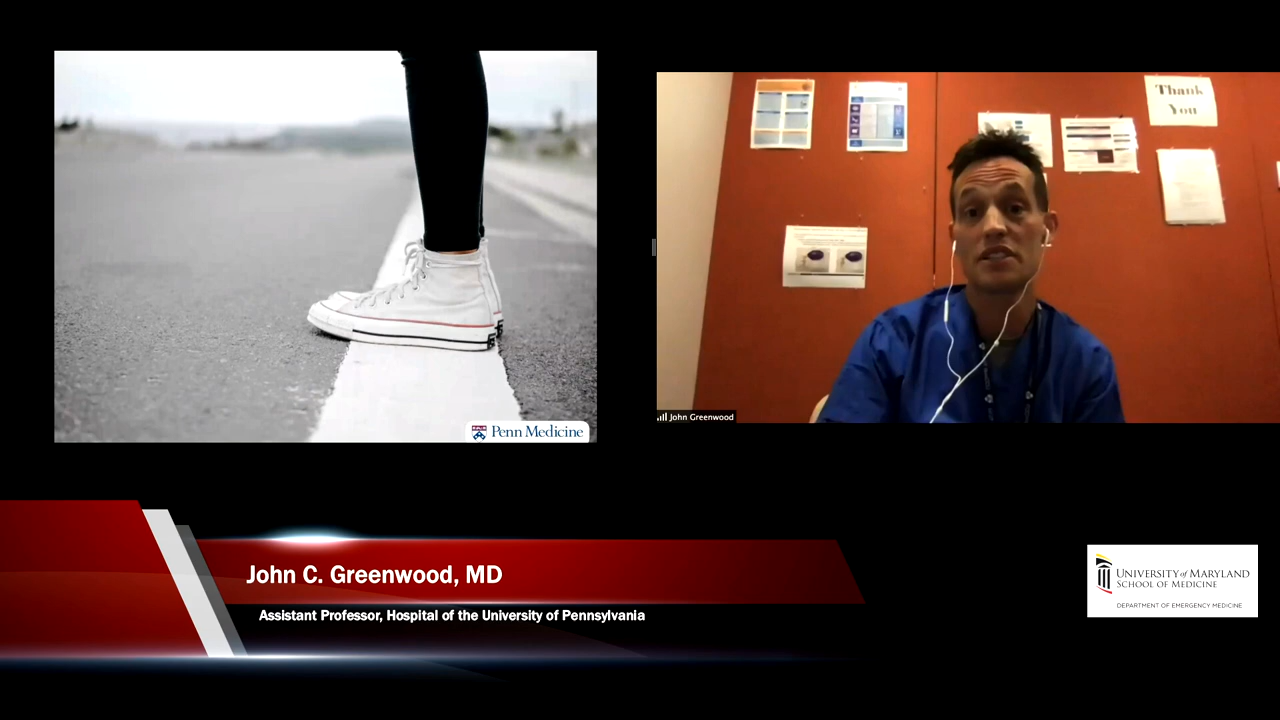 Penn Medicine
Thank
You
John Greenwood
John C. Greenwood, MD
Assistant Professor, Hospital of the University of Pennsylvania
UNIVERSITY of MARYLAND
SCHOOL OF MEDICINE
DEPARTMENT OF EMERGENCY MEDICINE